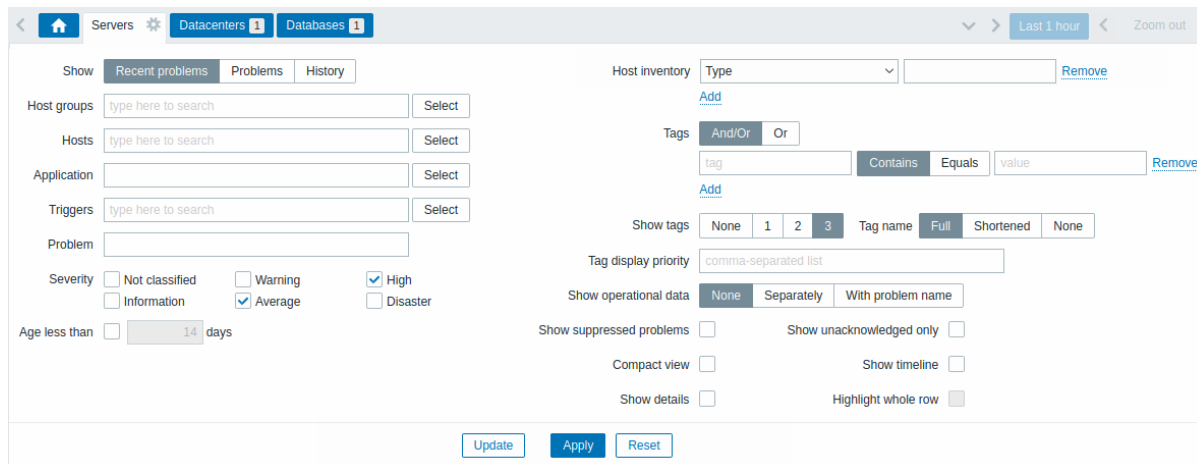 Servers Datacenters 1 Databases 1 Last 1 hour Zoom out
Show Recent problems Problems History
Host groups type here to search Select
Hosts type here to search Select
Application Select
Triggers type here to search Select
Problem
Severity Not classified Warning High
Information Average Disaster
Age less than 14 days
Host inventory Type Remove
Add
Tags And/Or Or
tag Contains Equals value Remove
Add
Show tags None 1 2 3 Tag name Full Shortened None
Tag display priority comma-separated list
Show operational data None Separately With problem name
Show suppressed problems Show unacknowledged only
Compact view Show timeline
Show details Highlight whole row
Update Apply Reset